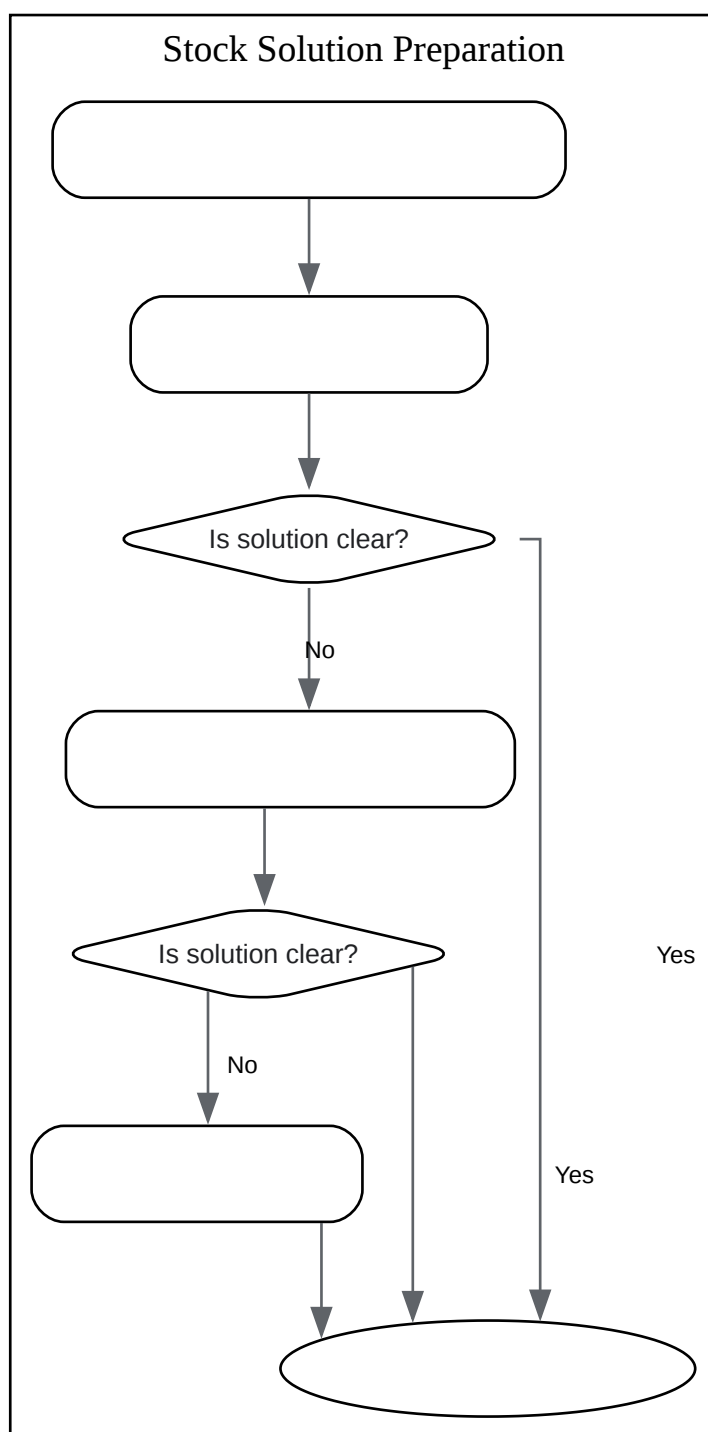 Stock Solution Preparation
Is solution clear?
No
Is solution clear?
Yes
No
Yes